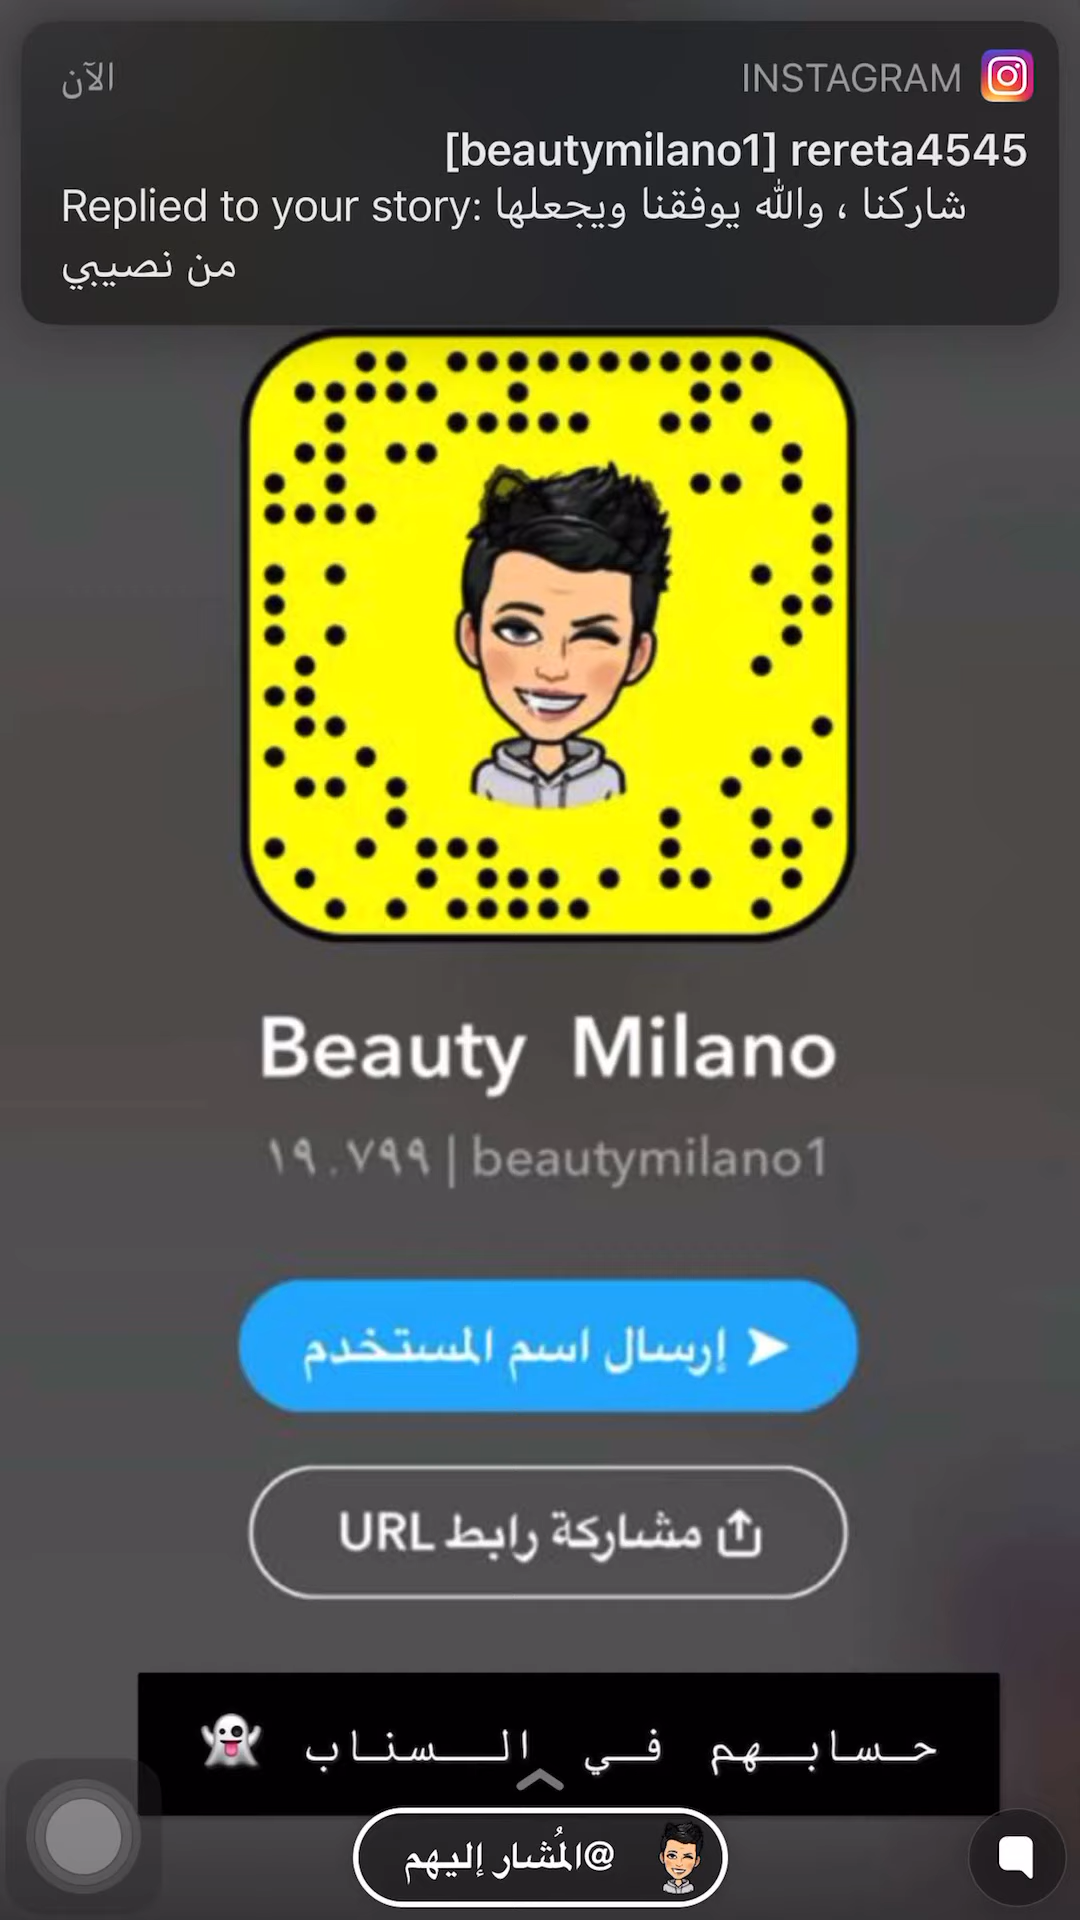 INSTAGRAM الآن
[beautymilano1] rereta4545
Replied to your story: شاركنا ، والله يوفقنا ويجعلها
من نصيبي
Beauty Milano
١٩.٧٩٩ | beautymilano1
إرسال اسم المستخدم
مشاركة رابط URL
حسابهم في السناب 👻
@المُشار إليهم